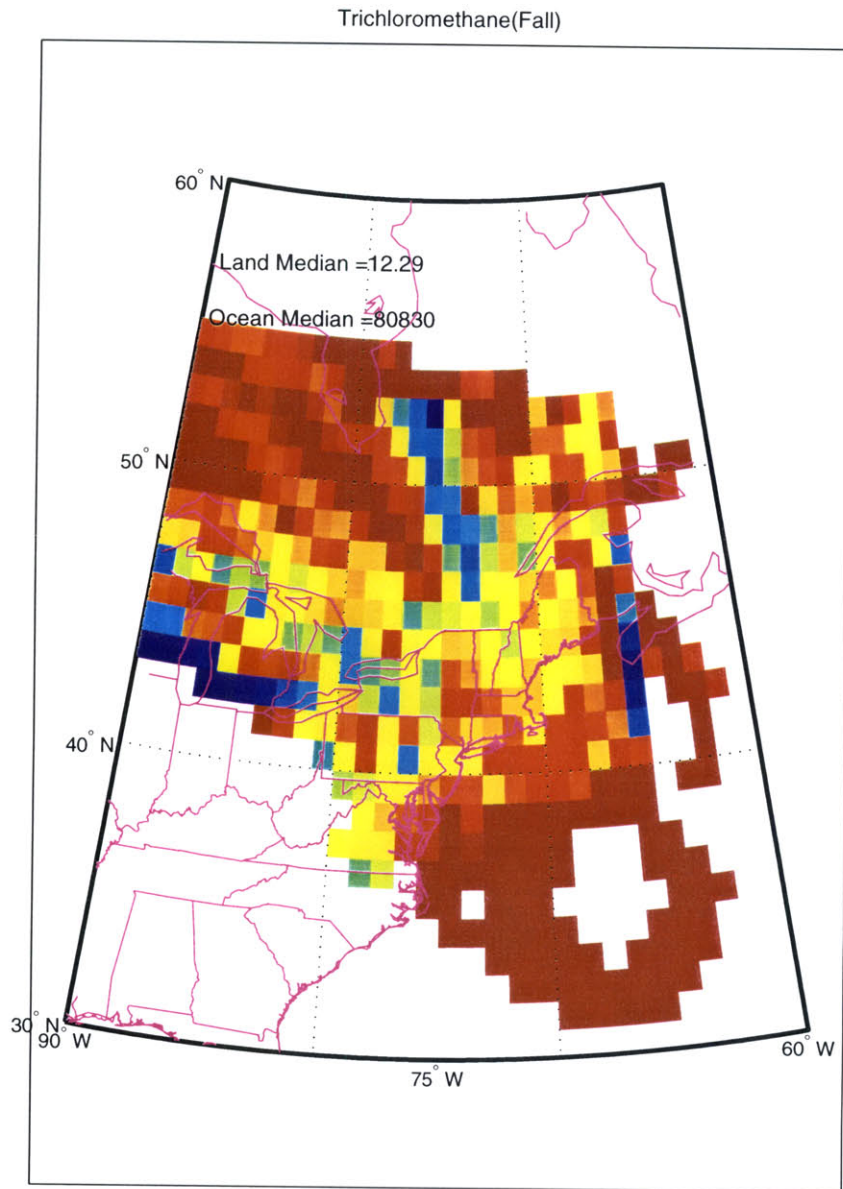 Trichloromethane(Fall)
60° N
Land Median =12.29
Ocean Median =80830
50° N
40° N
30° N
90° W
60° W
75° W